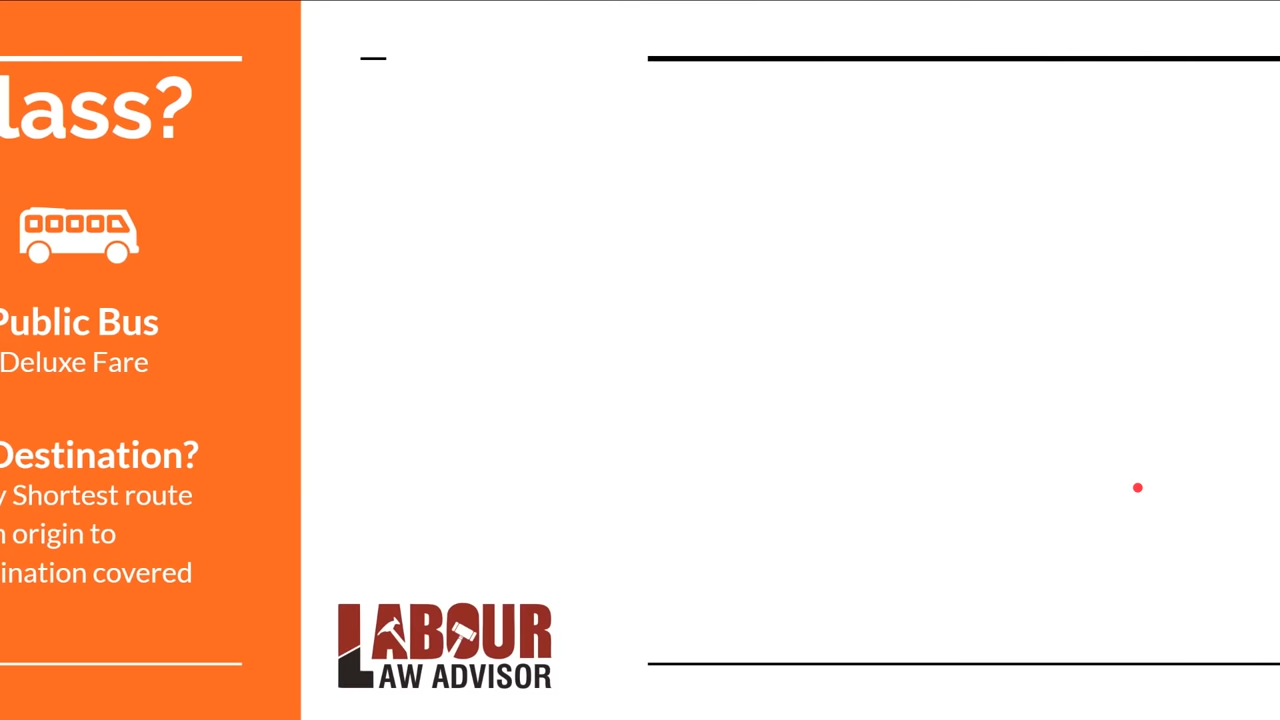 lass?
Public Bus
Deluxe Fare
Destination?
y Shortest route
n origin to
ination covered
LABOUR
LAW ADVISOR